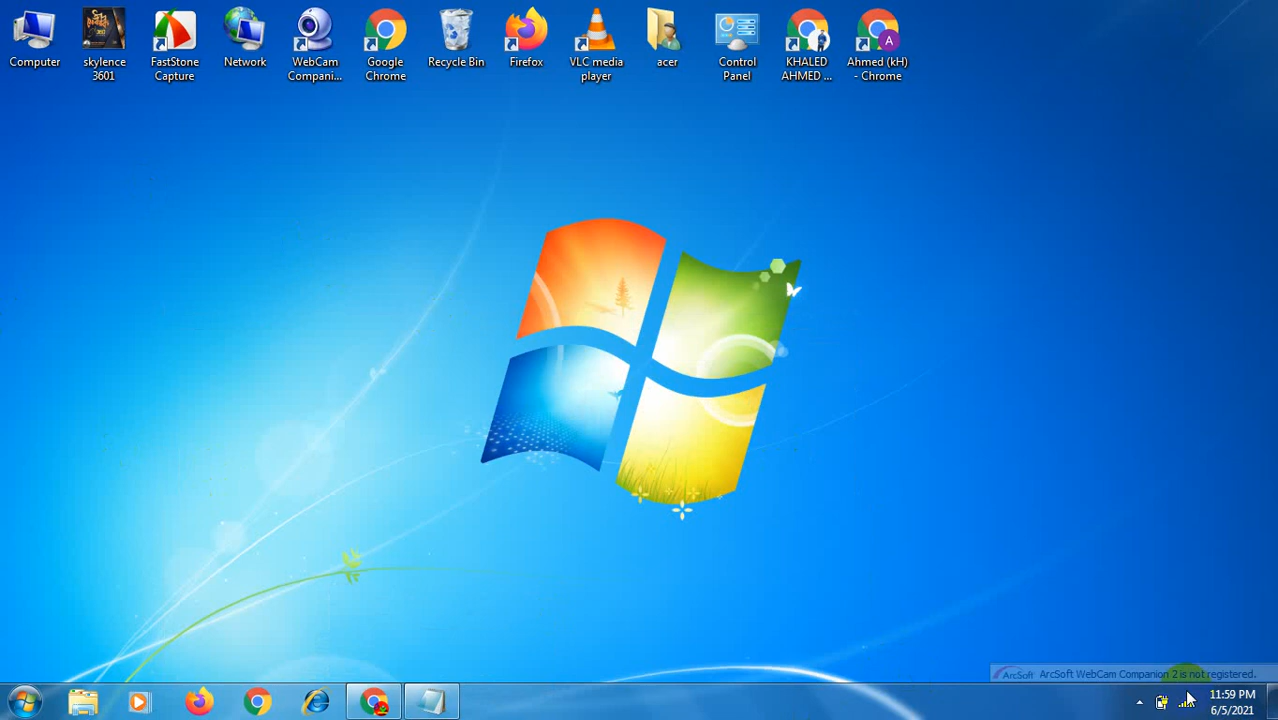 Computer
skylence
3601
FastStone
Capture
Network
WebCam
Compani...
Google
Chrome
Recycle Bin
Firefox
VLC media
player
acer
Control
Panel
KHALED
AHMED ...
A
Ahmed (kH)
- Chrome
ArcSoft ArcSoft WebCam Companion 2 is not registered.
11:59 PM
6/5/2021